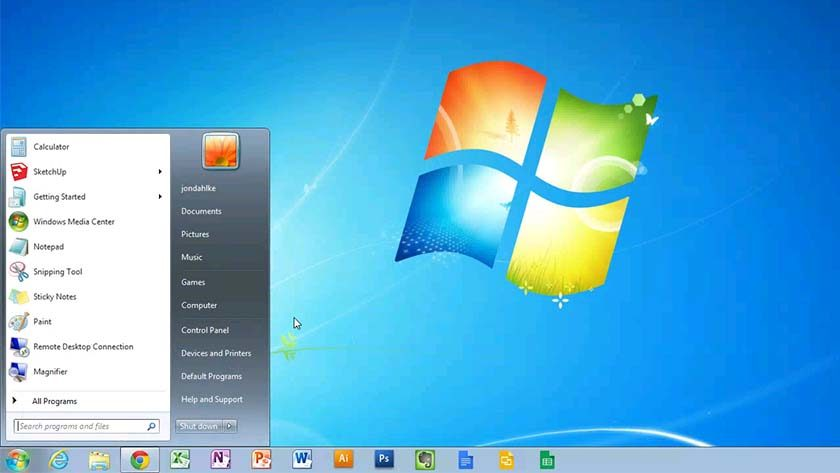 Calculator
SketchUp
Getting Started
Windows Media Center
Notepad
Snipping Tool
Sticky Notes
Paint
Remote Desktop Connection
Magnifier
All Programs
Search programs and files
jondahlke
Documents
Pictures
Music
Games
Computer
Control Panel
Devices and Printers
Default Programs
Help and Support
Shut down
Ai
Ps